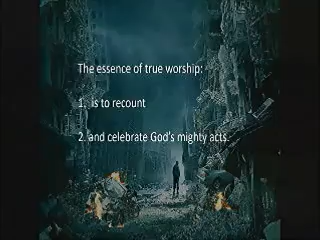 The essence of true worship:
1.  is to recount
2. and celebrate God's mighty acts.